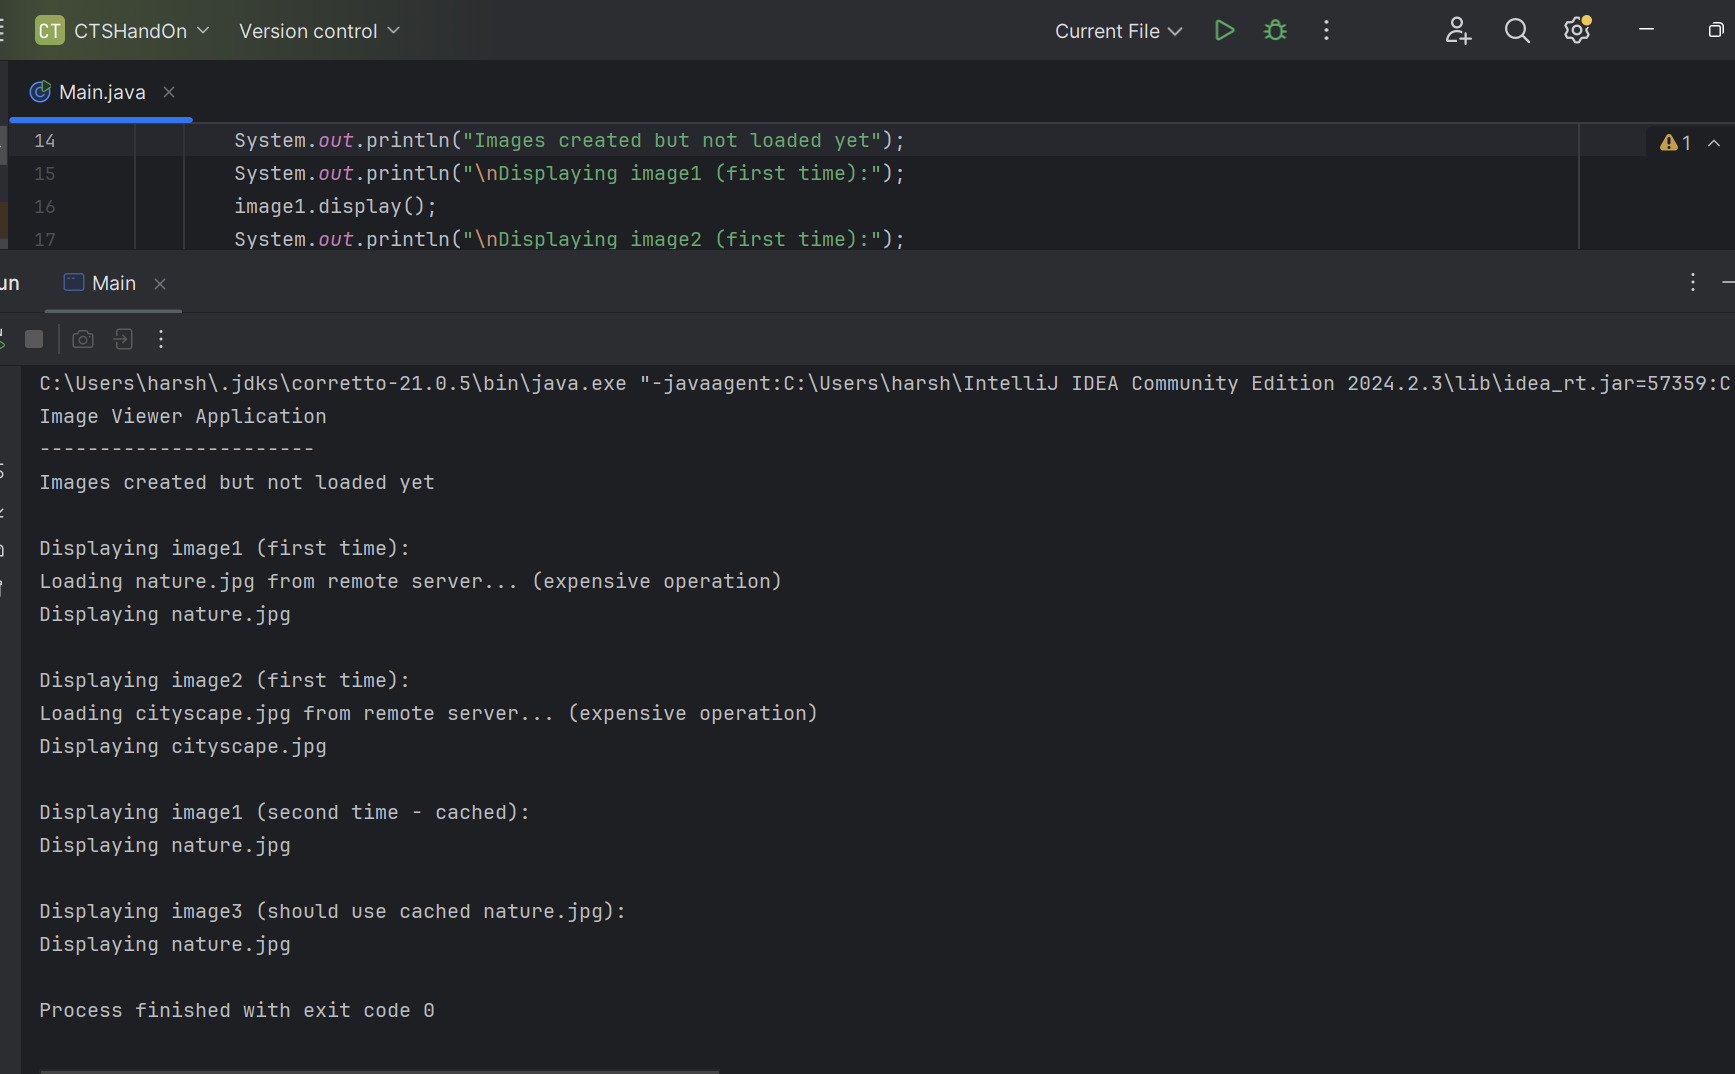 CT CTSHandOn Version control Current File
Main.java
14 System.out.println("Images created but not loaded yet"); 1
15 System.out.println("\nDisplaying image1 (first time):");
16 image1.display();
17 System.out.println("\nDisplaying image2 (first time):");
un Main
C:\Users\harsh\.jdks\corretto-21.0.5\bin\java.exe "-javaagent:C:\Users\harsh\IntelliJ IDEA Community Edition 2024.2.3\lib\idea_rt.jar=57359:C
Image Viewer Application
-----------------------
Images created but not loaded yet
Displaying image1 (first time):
Loading nature.jpg from remote server... (expensive operation)
Displaying nature.jpg
Displaying image2 (first time):
Loading cityscape.jpg from remote server... (expensive operation)
Displaying cityscape.jpg
Displaying image1 (second time - cached):
Displaying nature.jpg
Displaying image3 (should use cached nature.jpg):
Displaying nature.jpg
Process finished with exit code 0